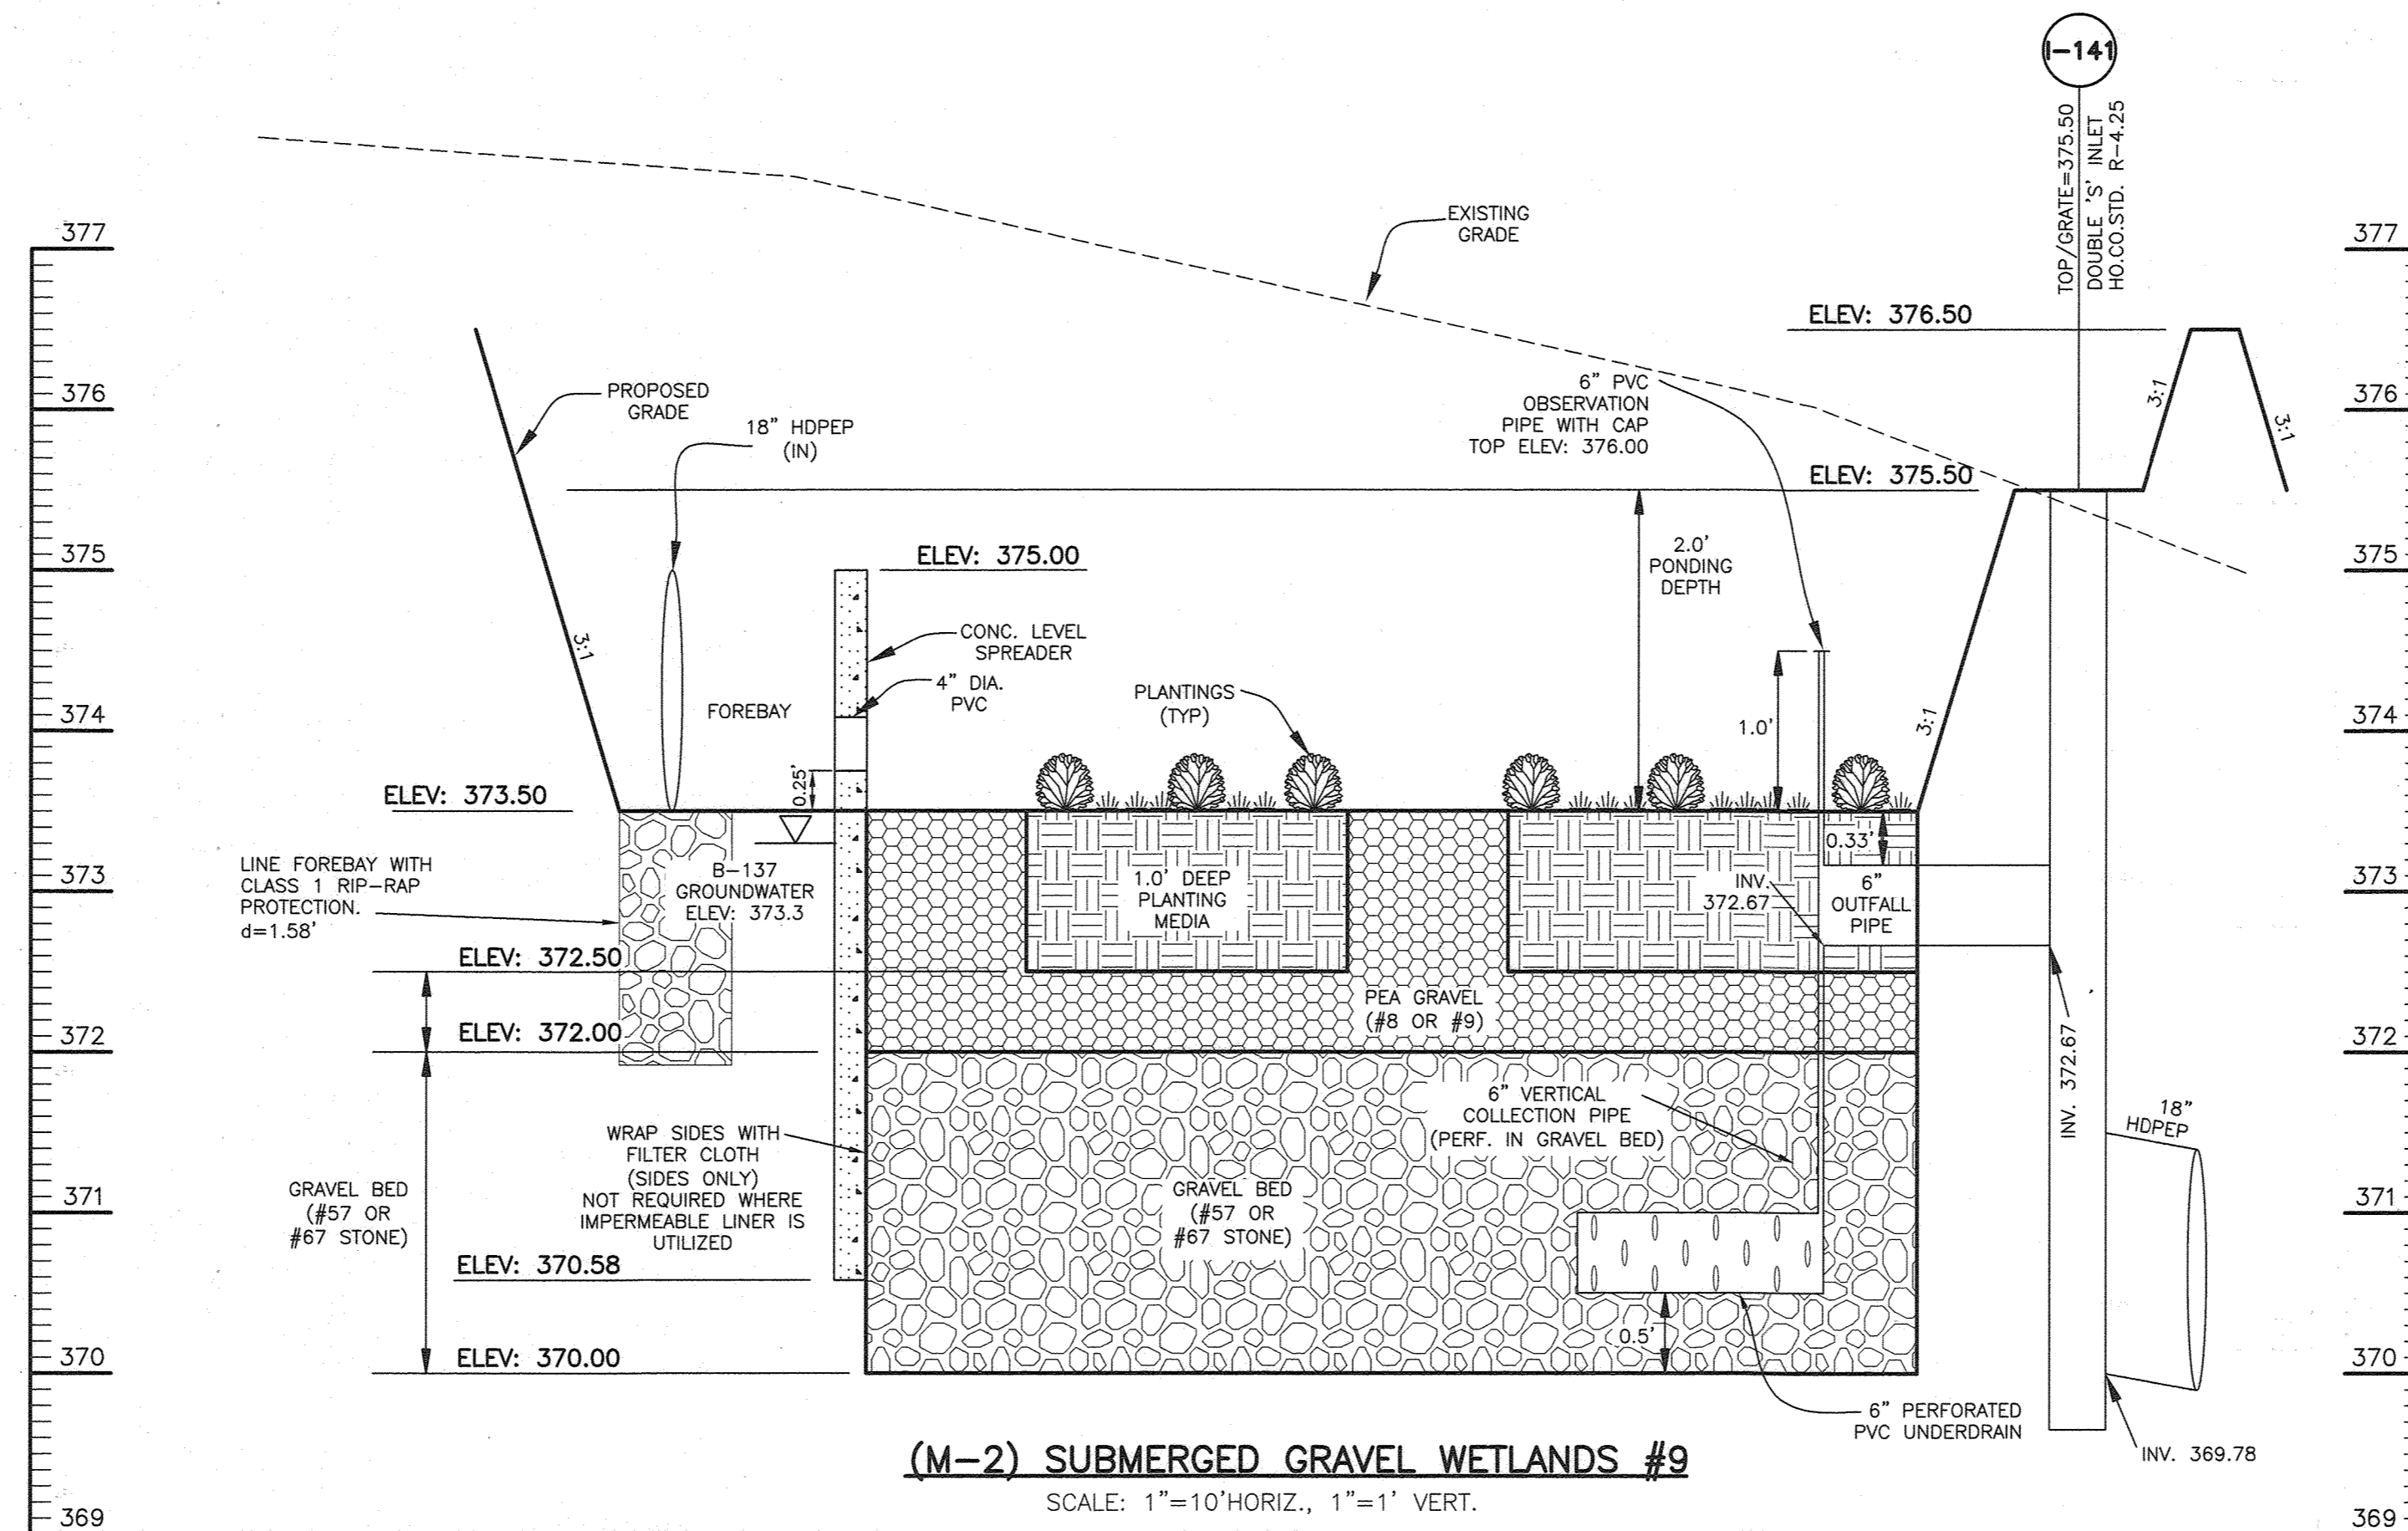 I-141
TOP/GRATE=375.50
DOUBLE 'S' INLET
HO.CO.STD. R-4.25
377
376
375
374
373
372
371
370
369
377
376
375
374
373
372
371
370
369
EXISTING
GRADE
ELEV: 376.50
3:1
3:1
PROPOSED
GRADE
18" HDPEP
(IN)
6" PVC
OBSERVATION
PIPE WITH CAP
TOP ELEV: 376.00
ELEV: 375.50
ELEV: 375.00
2.0'
PONDING
DEPTH
3:1
CONC. LEVEL
SPREADER
4" DIA.
PVC
FOREBAY
PLANTINGS
(TYP)
1.0'
3:1
0.25'
ELEV: 373.50
LINE FOREBAY WITH
CLASS 1 RIP-RAP
PROTECTION.
d=1.58'
B-137
GROUNDWATER
ELEV: 373.3
1.0' DEEP
PLANTING
MEDIA
0.33'
INV.
372.67
6"
OUTFALL
PIPE
ELEV: 372.50
PEA GRAVEL
(#8 OR #9)
ELEV: 372.00
INV. 372.67
6" VERTICAL
COLLECTION PIPE
(PERF. IN GRAVEL BED)
18"
HDPEP
WRAP SIDES WITH
FILTER CLOTH
(SIDES ONLY)
NOT REQUIRED WHERE
IMPERMEABLE LINER IS
UTILIZED
GRAVEL BED
(#57 OR
#67 STONE)
GRAVEL BED
(#57 OR
#67 STONE)
ELEV: 370.58
0.5'
ELEV: 370.00
6" PERFORATED
PVC UNDERDRAIN
INV. 369.78
(M-2) SUBMERGED GRAVEL WETLANDS #9
SCALE: 1"=10'HORIZ., 1"=1' VERT.